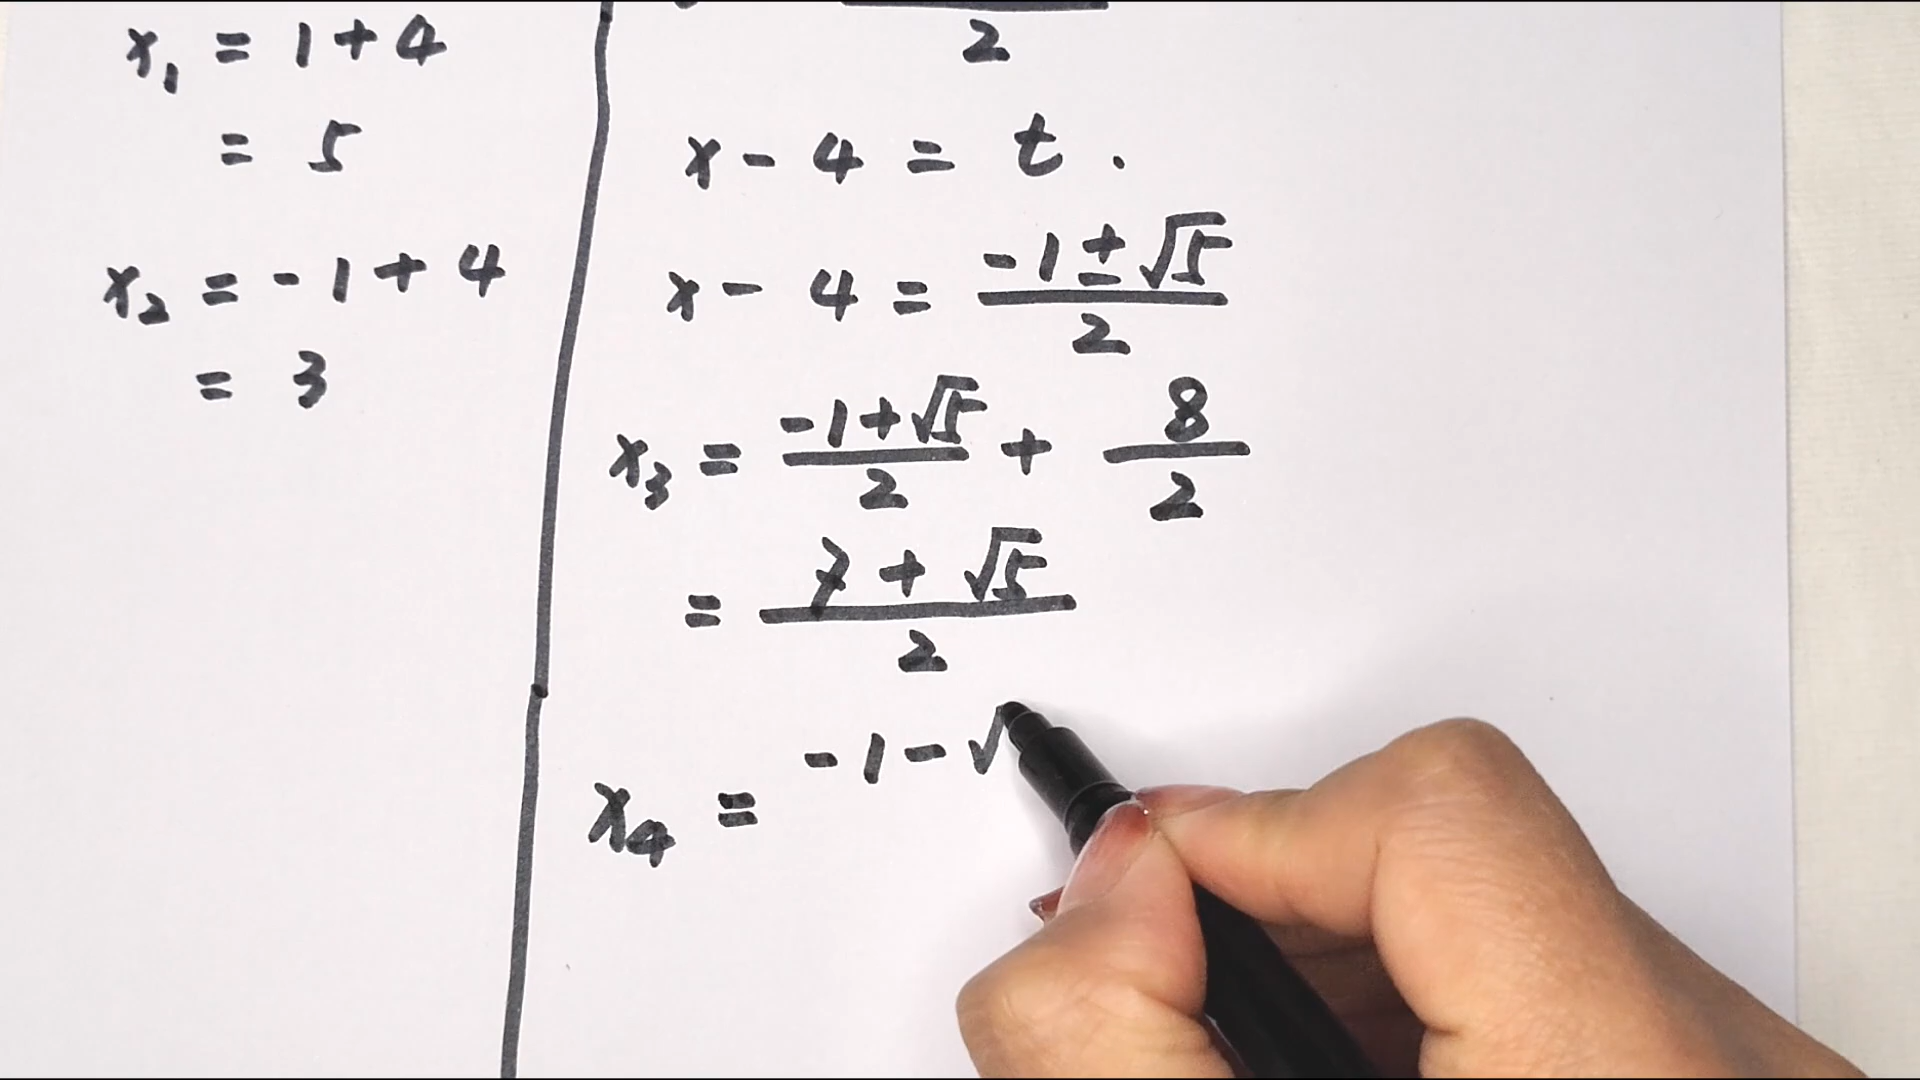 x₁ = 1 + 4
= 5
x₂ = - 1 + 4
= 3
2
x - 4 = t .
x - 4 = (-1 ± √5) / 2
x₃ = (-1 + √5) / 2 + 8 / 2
= (7 + √5) / 2
x₄ = -1 - √